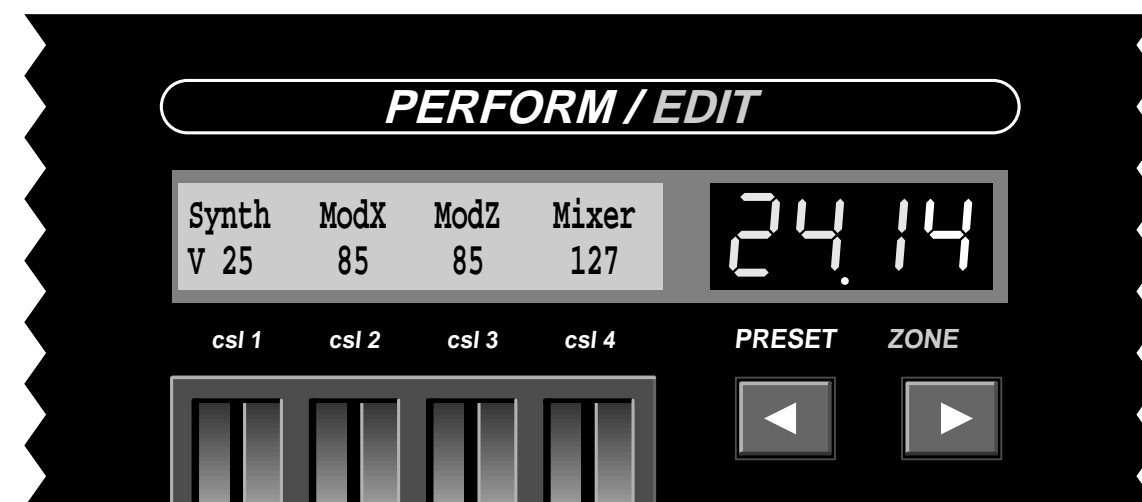 PERFORM / EDIT
Synth ModX ModZ Mixer
V 25 85 85 127
24.14
csl 1 csl 2 csl 3 csl 4
PRESET ZONE